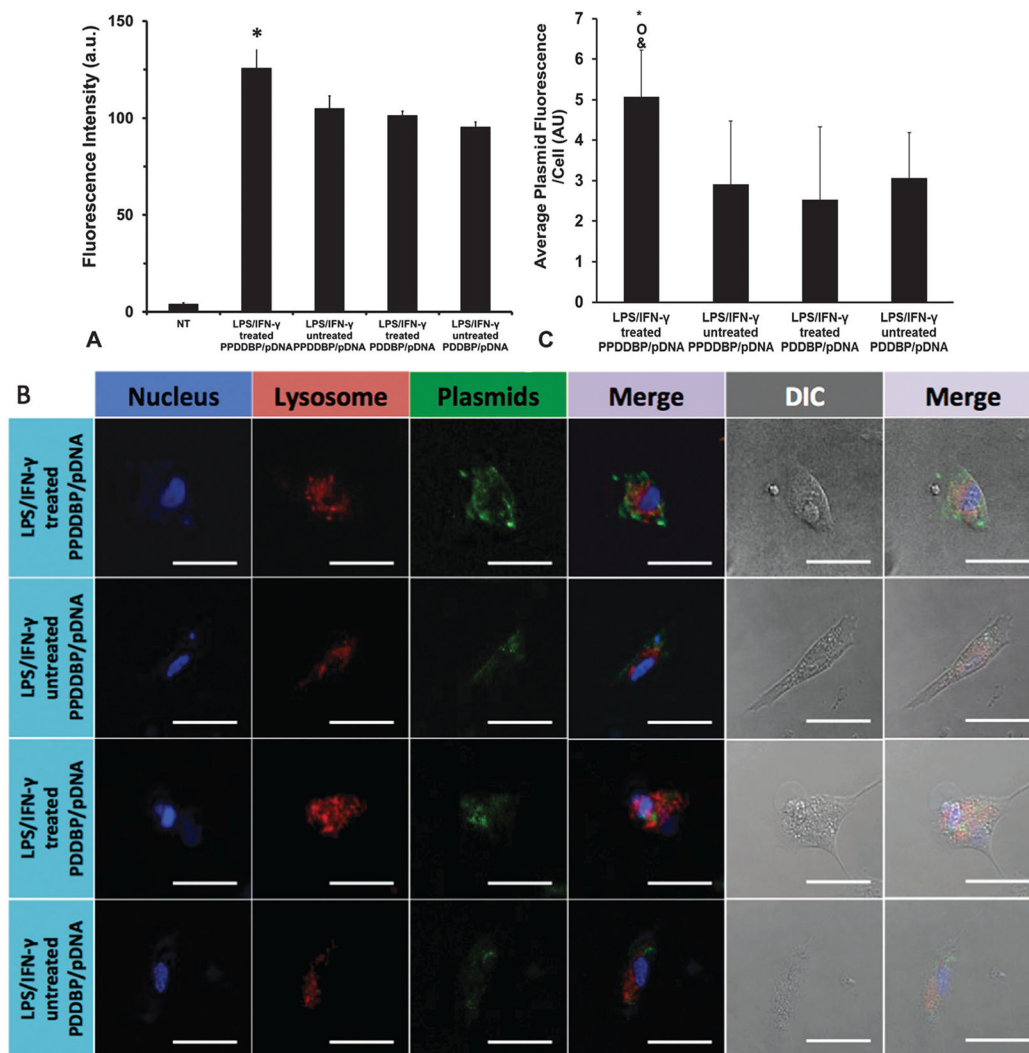 150
100
50
0
Fluorescence Intensity (a.u.)
*
NT
LPS/IFN-γ
treated
PPDDBP/pDNA
LPS/IFN-γ
untreated
PPDDBP/pDNA
LPS/IFN-γ
treated
PDDBP/pDNA
LPS/IFN-γ
untreated
PDDBP/pDNA
A
*
O
&
7
6
5
4
3
2
1
0
Average Plasmid Fluorescence
/Cell (AU)
LPS/IFN-γ
treated
PPDDBP/pDNA
LPS/IFN-γ
untreated
PPDDBP/pDNA
LPS/IFN-γ
treated
PDDBP/pDNA
LPS/IFN-γ
untreated
PDDBP/pDNA
C
B
Nucleus
Lysosome
Plasmids
Merge
DIC
Merge
LPS/IFN-γ
treated
PPDDBP/pDNA
LPS/IFN-γ
untreated
PPDDBP/pDNA
LPS/IFN-γ
treated
PDDBP/pDNA
LPS/IFN-γ
untreated
PDDBP/pDNA